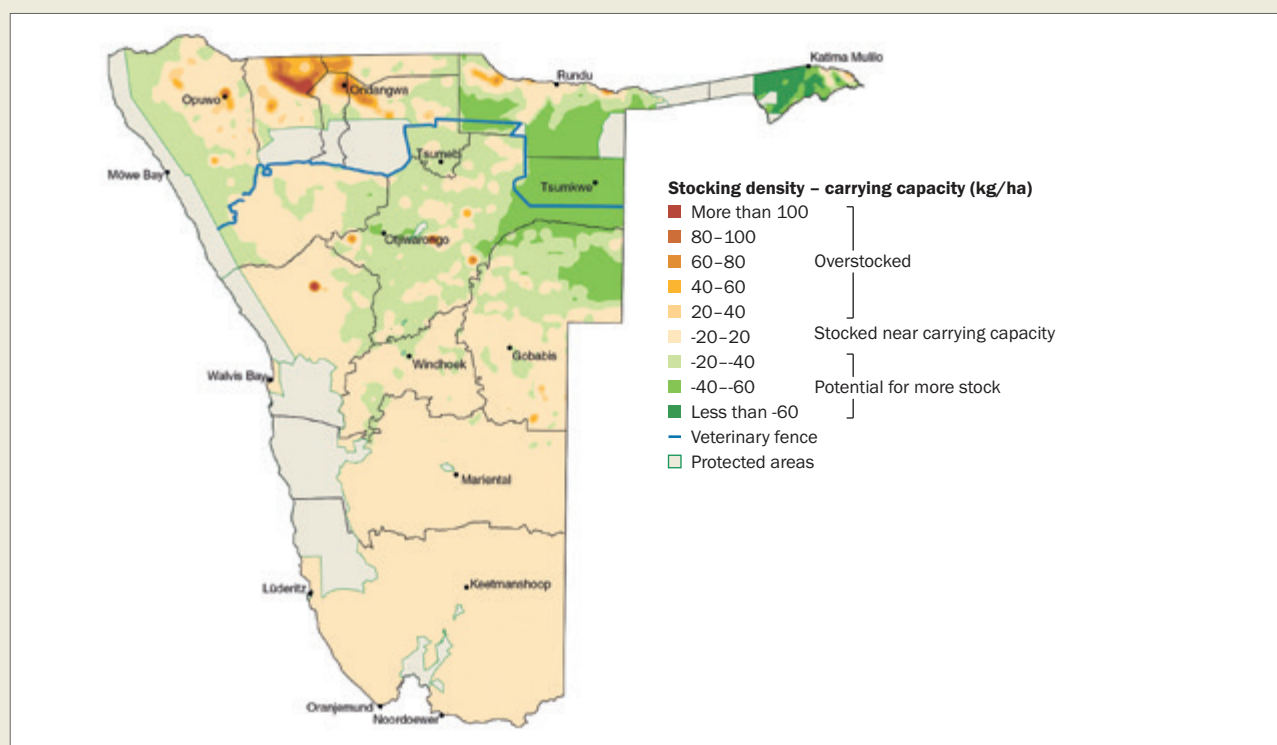 Katima Mulilo
Rundu
Opuwo
Ondangwa
Tsumeb
Möwe Bay
Tsumkwe
Otjiwarongo
Walvis Bay
Windhoek
Gobabis
Mariental
Lüderitz
Keetmanshoop
Oranjemund
Noordoewer
Stocking density – carrying capacity (kg/ha)
More than 100
80–100
60–80
Overstocked
40–60
20–40
-20–20
Stocked near carrying capacity
-20–-40
-40–-60
Potential for more stock
Less than -60
Veterinary fence
Protected areas